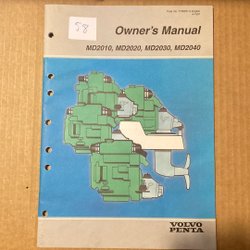 58
Owner's Manual
MD2010, MD2020, MD2030, MD2040
VOLVO
PENTA